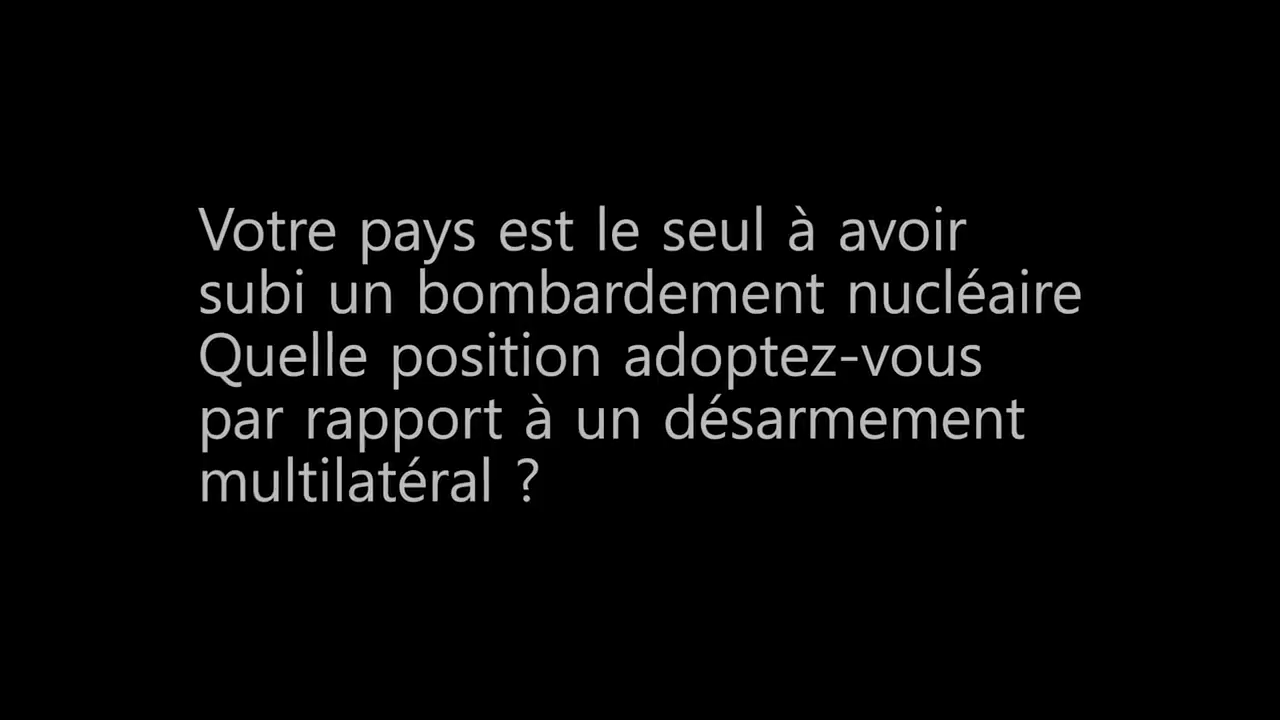 Votre pays est le seul à avoir
subi un bombardement nucléaire
Quelle position adoptez-vous
par rapport à un désarmement
multilatéral ?